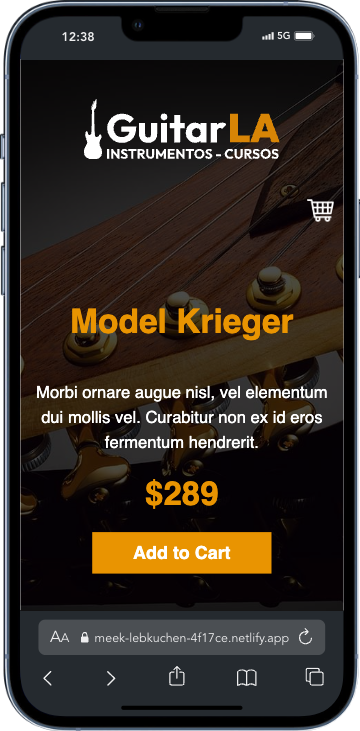 12:38
5G
GuitarLA
INSTRUMENTOS - CURSOS
Model Krieger
Morbi ornare augue nisl, vel elementum
dui mollis vel. Curabitur non ex id eros
fermentum hendrerit.
$289
Add to Cart
AA meek-lebkuchen-4f17ce.netlify.app